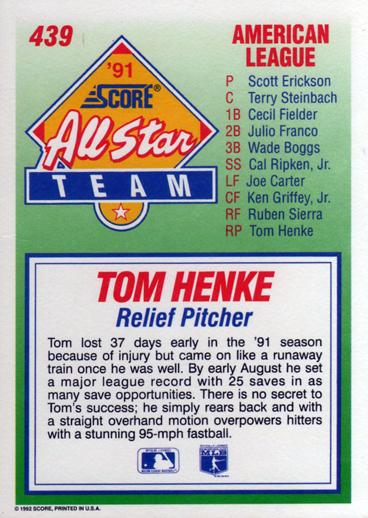 439
'91
SCORE®
All Star
TEAM
AMERICAN
LEAGUE
P Scott Erickson
C Terry Steinbach
1B Cecil Fielder
2B Julio Franco
3B Wade Boggs
SS Cal Ripken, Jr.
LF Joe Carter
CF Ken Griffey, Jr.
RF Ruben Sierra
RP Tom Henke
TOM HENKE
Relief Pitcher
Tom lost 37 days early in the '91 season
because of injury but came on like a runaway
train once he was well. By early August he set
a major league record with 25 saves in as
many save opportunities. There is no secret to
Tom's success; he simply rears back and with
a straight overhand motion overpowers hitters
with a stunning 95-mph fastball.
MLB
© 1992 SCORE, PRINTED IN U.S.A.